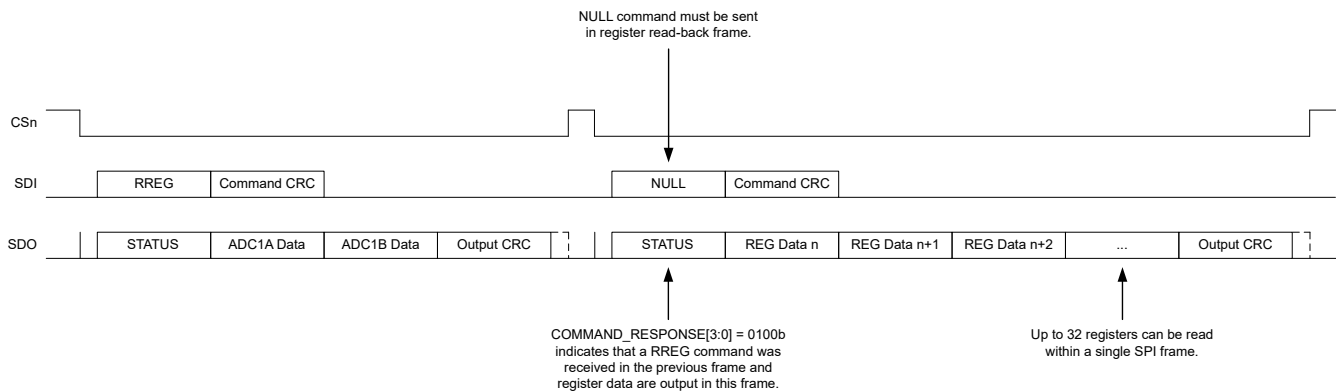 NULL command must be sent
in register read-back frame.
CSn
SDI
RREG
Command CRC
NULL
Command CRC
SDO
STATUS
ADC1A Data
ADC1B Data
Output CRC
STATUS
REG Data n
REG Data n+1
REG Data n+2
...
Output CRC
COMMAND_RESPONSE[3:0] = 0100b
indicates that a RREG command was
received in the previous frame and
register data are output in this frame.
Up to 32 registers can be read
within a single SPI frame.